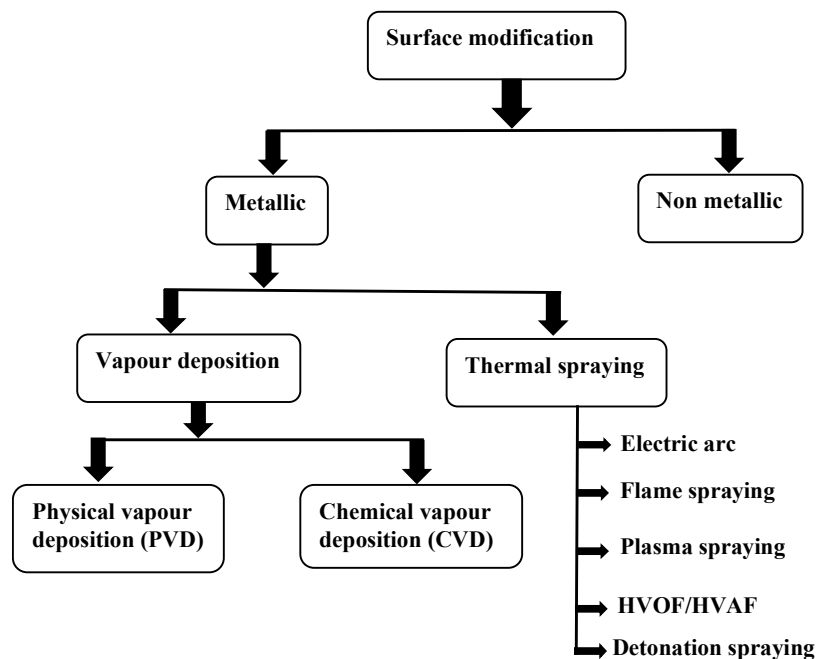 Surface modification
Metallic
Non metallic
Vapour deposition
Thermal spraying
Electric arc
Flame spraying
Physical vapour
deposition (PVD)
Chemical vapour
deposition (CVD)
Plasma spraying
HVOF/HVAF
Detonation spraying